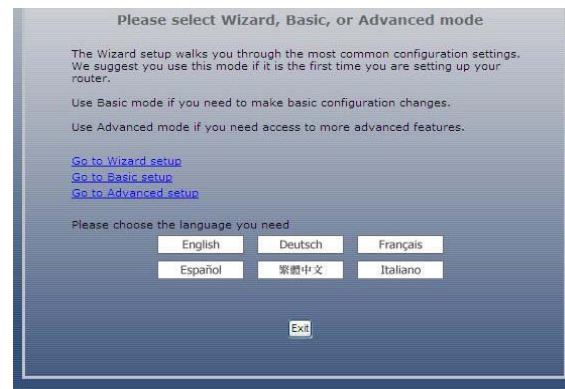 Please select Wizard, Basic, or Advanced mode
The Wizard setup walks you through the most common configuration settings.
We suggest you use this mode if it is the first time you are setting up your
router.
Use Basic mode if you need to make basic configuration changes.
Use Advanced mode if you need access to more advanced features.
Go to Wizard setup
Go to Basic setup
Go to Advanced setup
Please choose the language you need
English Deutsch Français
Español 繁體中文 Italiano
Exit